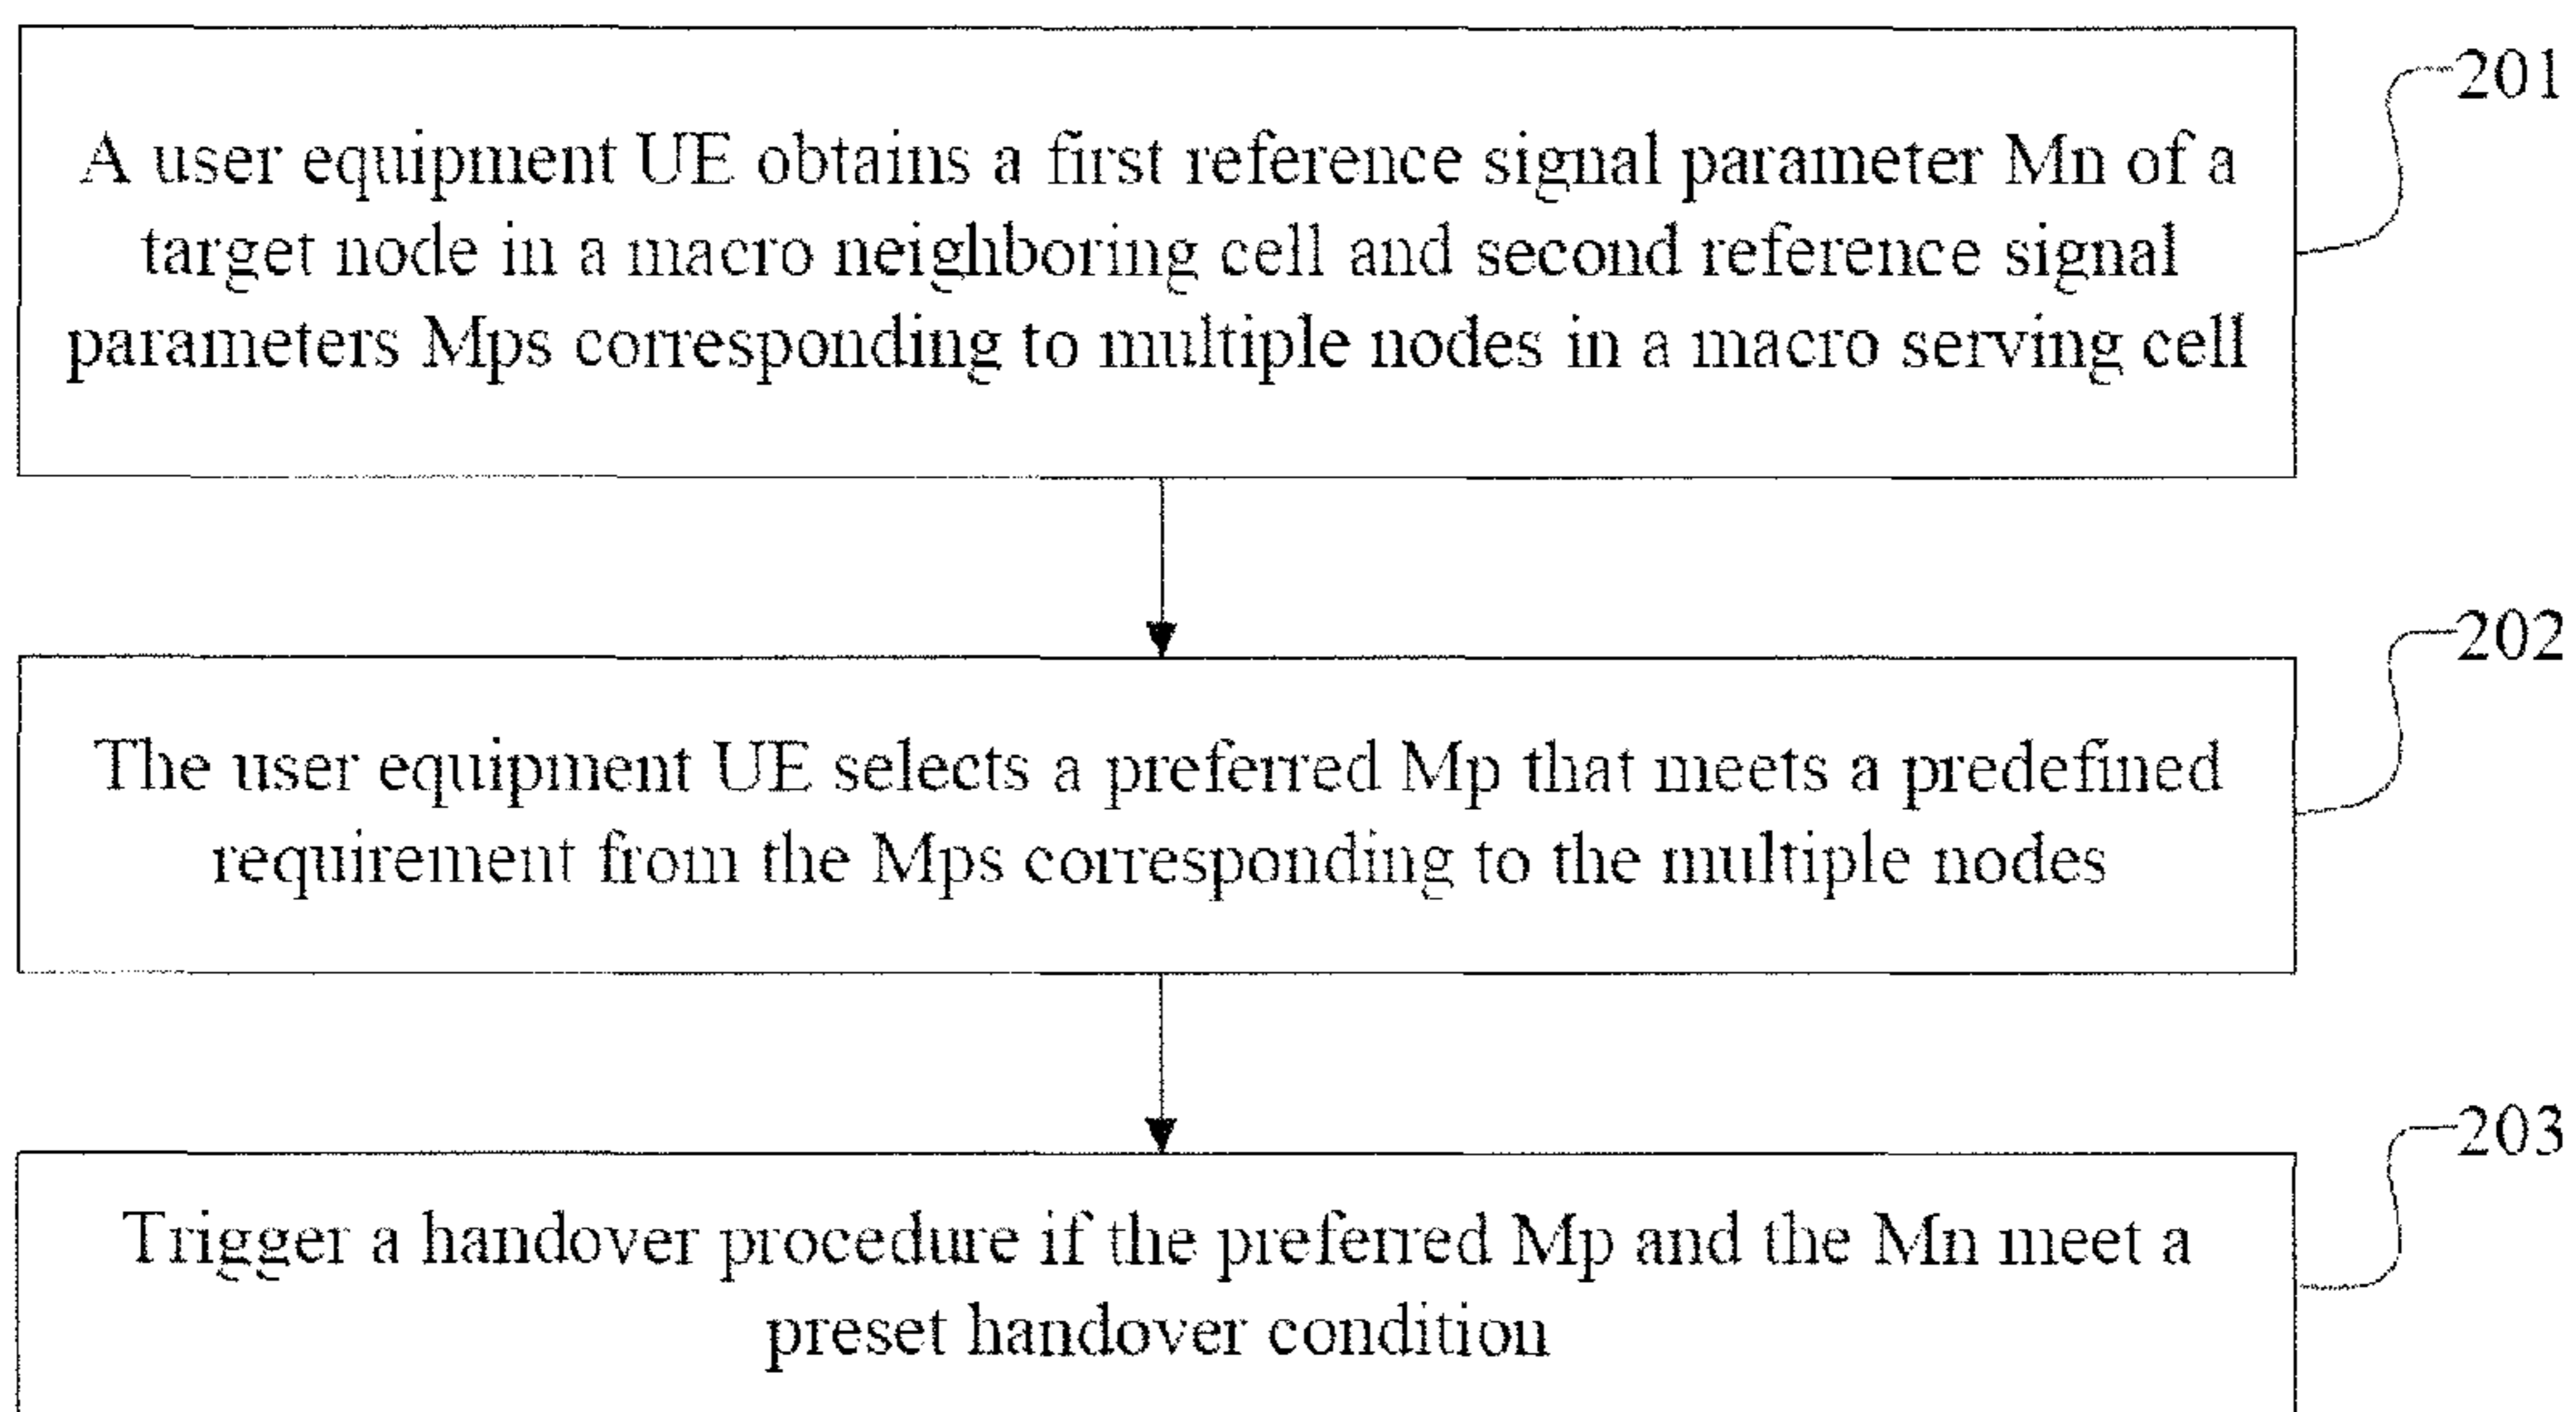 201
A user equipment UE obtains a first reference signal parameter Mn of a
target node in a macro neighboring cell and second reference signal
parameters Mps corresponding to multiple nodes in a macro serving cell
202
The user equipment UE selects a preferred Mp that meets a predefined
requirement from the Mps corresponding to the multiple nodes
203
Trigger a handover procedure if the preferred Mp and the Mn meet a
preset handover condition